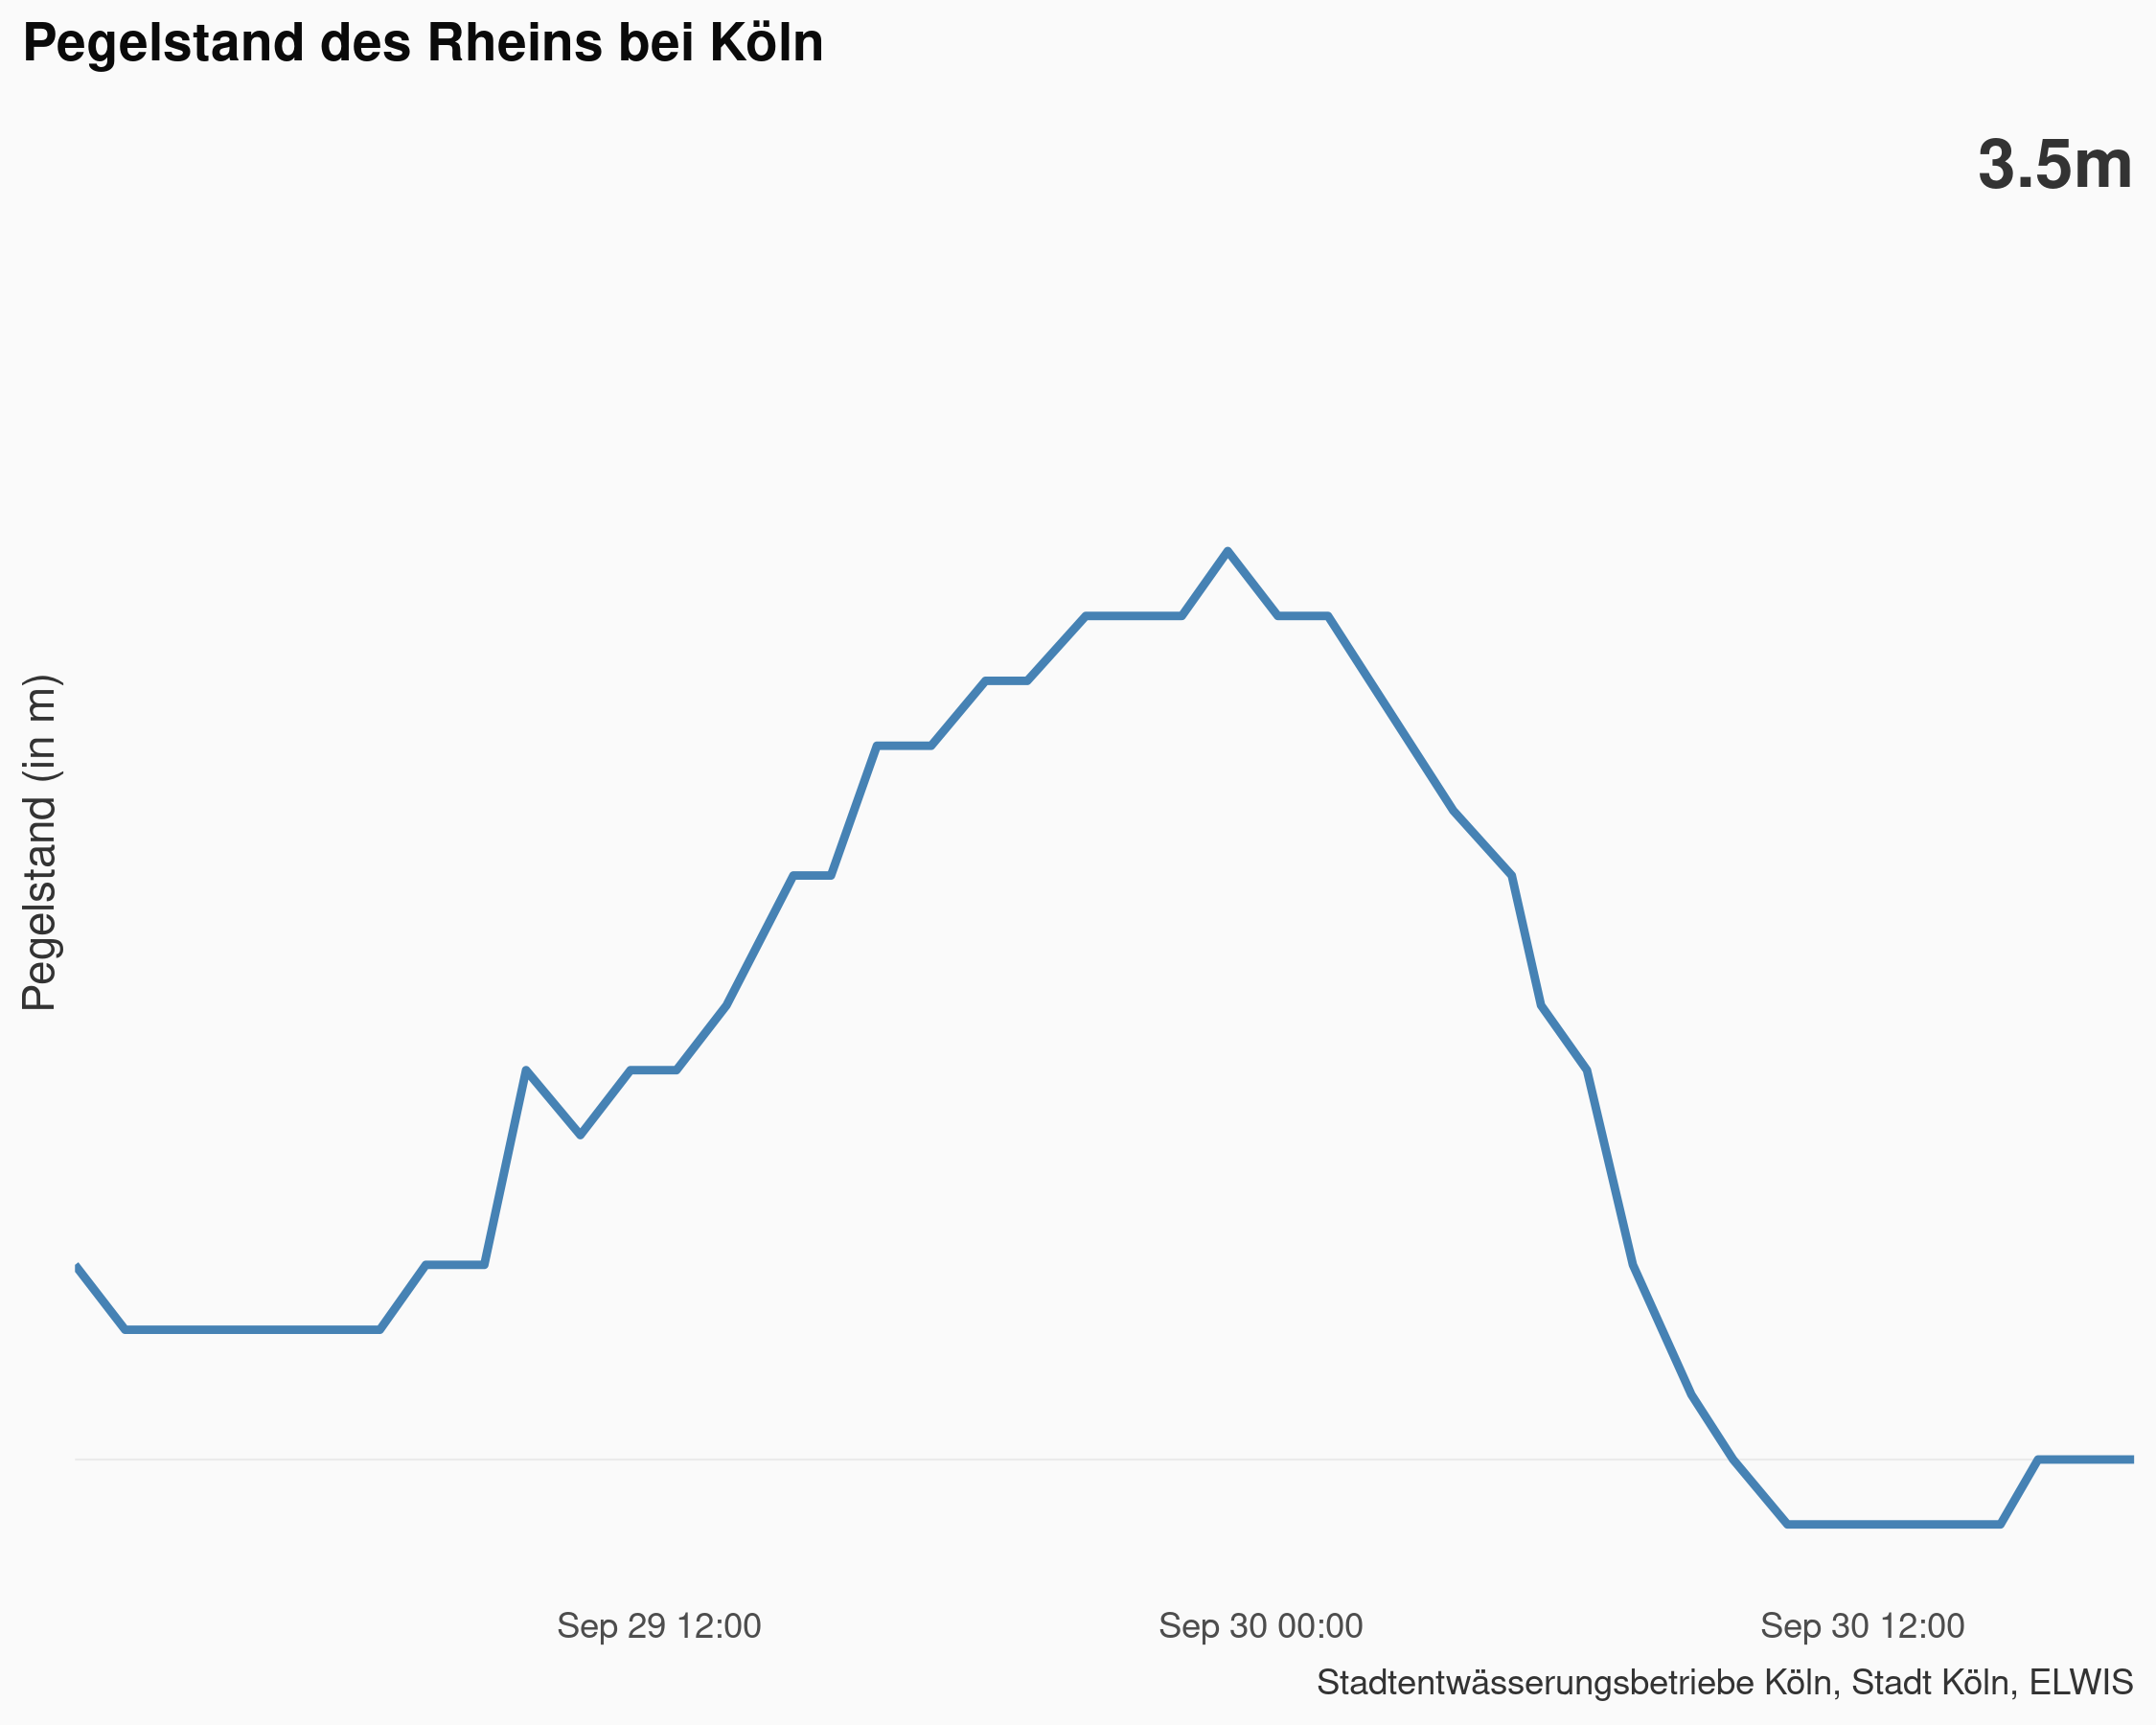 Pegelstand des Rheins bei Köln
3.5m
Pegelstand (in m)
Sep 29 12:00
Sep 30 00:00
Sep 30 12:00
Stadtentwässerungsbetriebe Köln, Stadt Köln, ELWIS